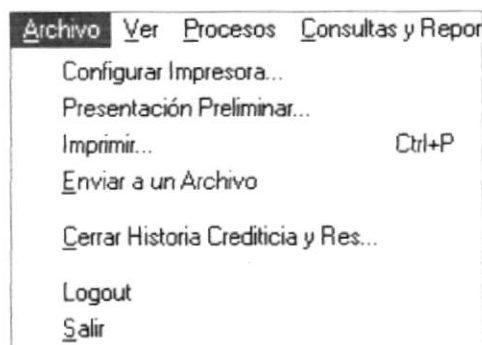 Archivo Ver Procesos Consultas y Repor
Configurar Impresora...
Presentación Preliminar...
Imprimir... Ctrl+P
Enviar a un Archivo
Cerrar Historia Crediticia y Res...
Logout
Salir